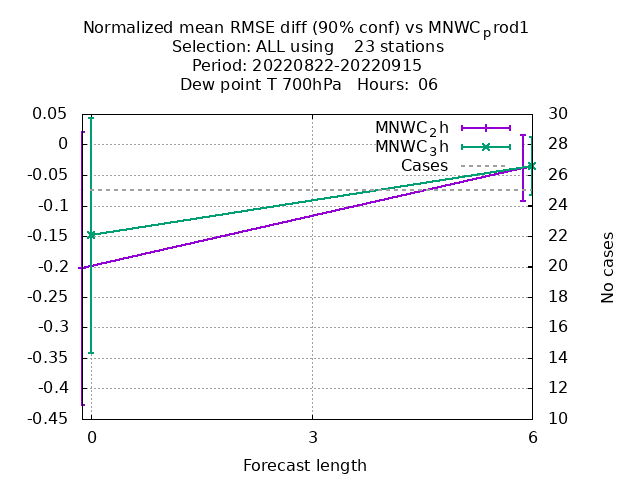 Normalized mean RMSE diff (90% conf) vs MNWCprod1
Selection: ALL using    23 stations
Period: 20220822-20220915
Dew point T 700hPa   Hours:  06
0.05
0
-0.05
-0.1
-0.15
-0.2
-0.25
-0.3
-0.35
-0.4
-0.45
MNWC2h
MNWC3h
Cases
30
28
26
24
22
20
18
16
14
12
10
No cases
0
3
6
Forecast length